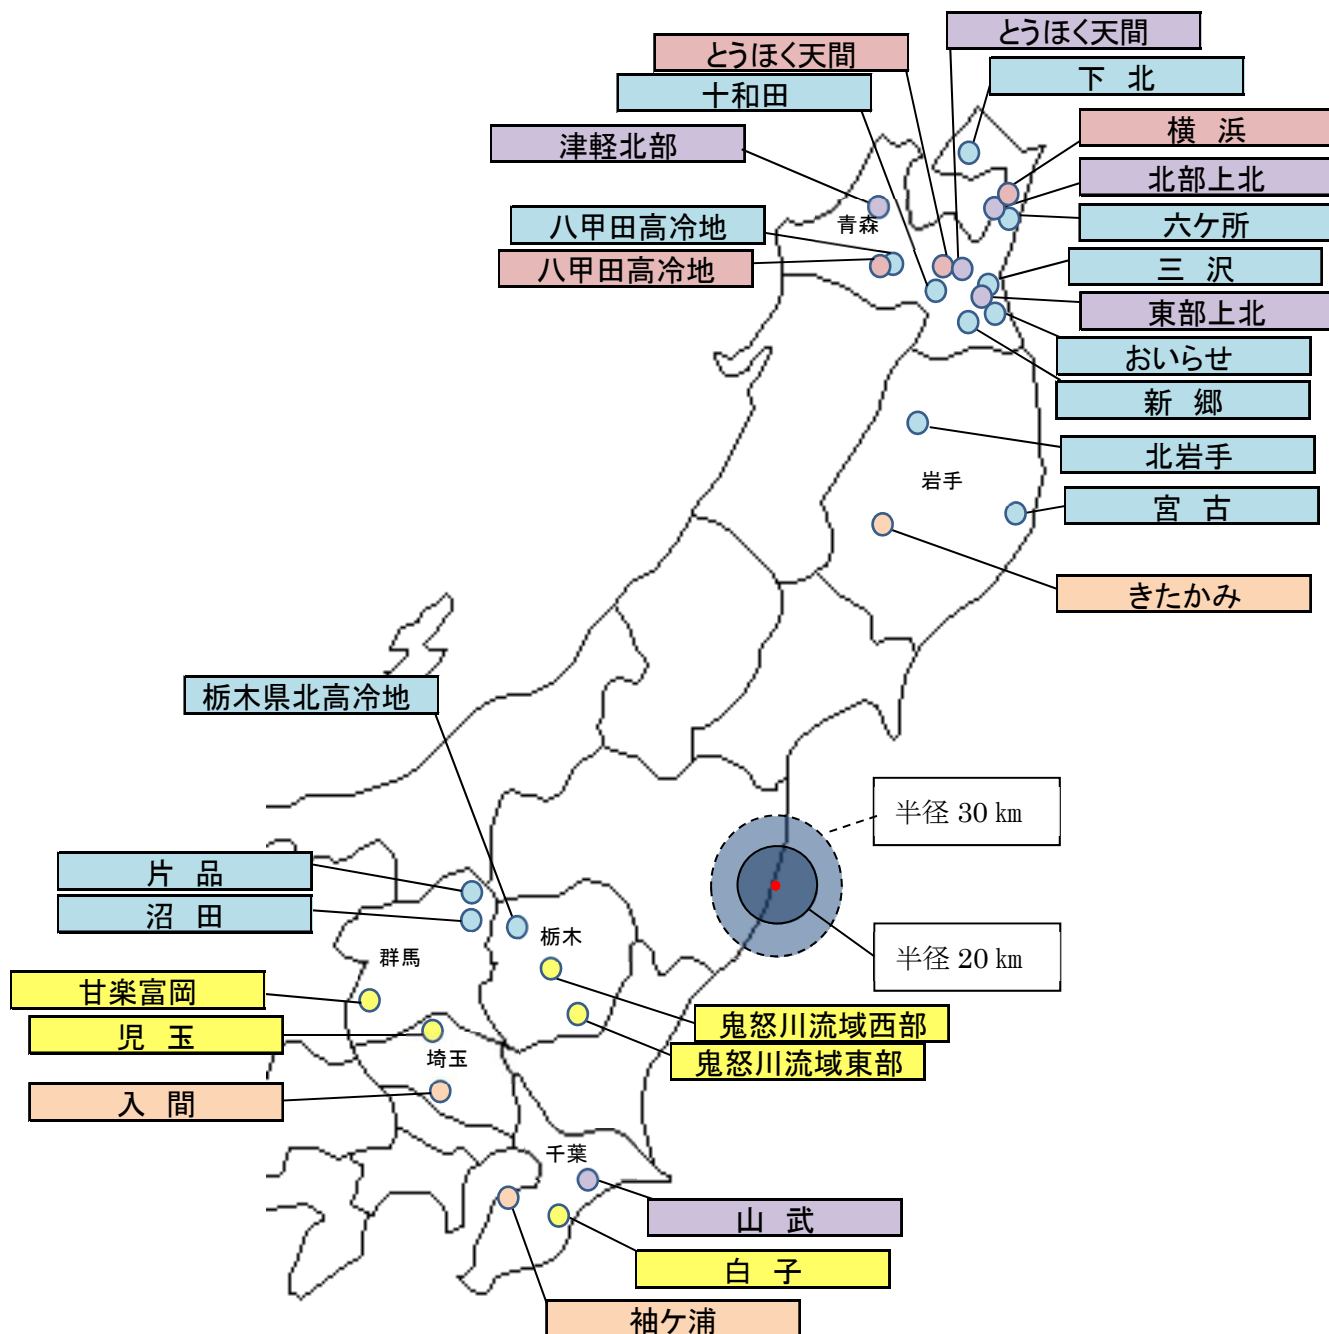 とうほく天間
とうほく天間
下 北
十和田
横 浜
津軽北部
北部上北
六ケ所
青森
八甲田高冷地
八甲田高冷地
三 沢
東部上北
おいらせ
新 郷
北岩手
岩手
宮 古
きたかみ
栃木県北高冷地
半径 30 ㎞
片 品
沼 田
栃木
群馬
半径 20 ㎞
甘楽富岡
鬼怒川流域西部
児 玉
鬼怒川流域東部
埼玉
入 間
千葉
山 武
白 子
袖ケ浦